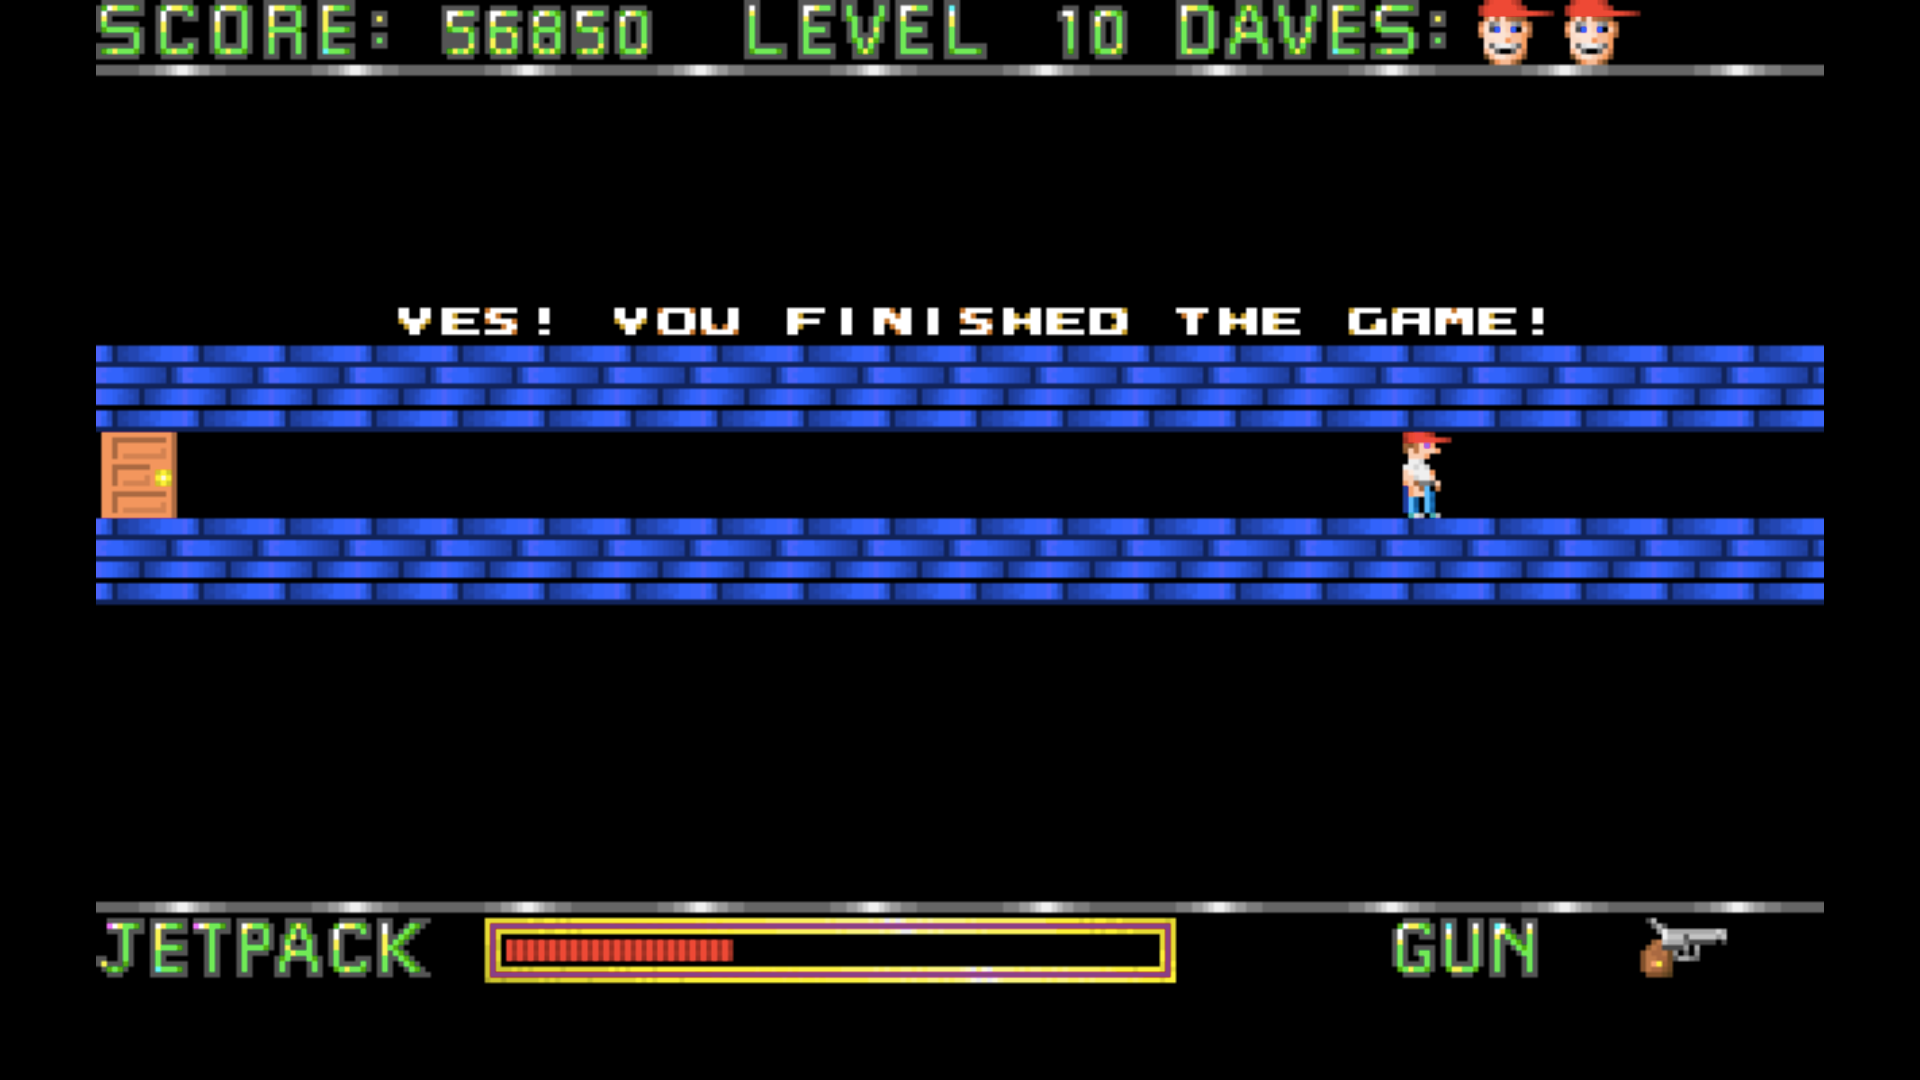 SCORE: 56850 LEVEL 10 DAVES:
YES! YOU FINISHED THE GAME!
JETPACK GUN